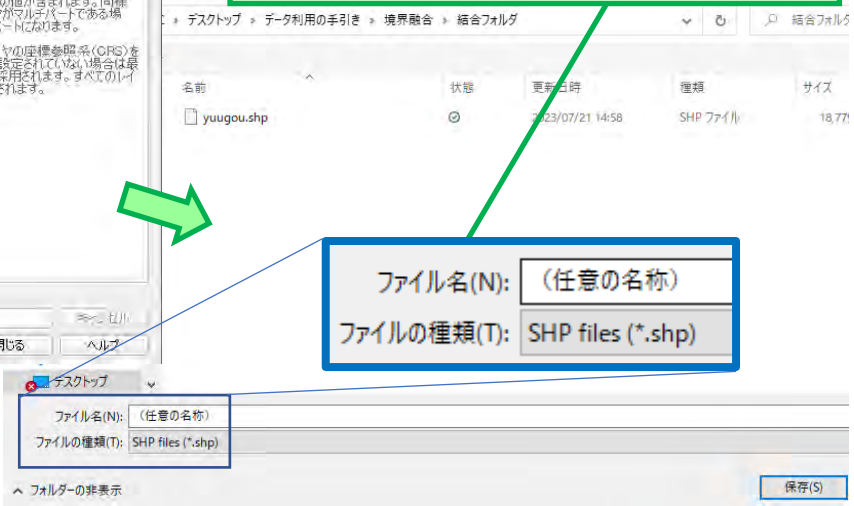 の値が含まれます。同様
がマルチパートである場
ートになります。
ヤの座標参照系(CRS)を
設定されていない場合は最
採用されます。すべてのレイ
されます。
› デスクトップ › データ利用の手引き › 境界融合 › 結合フォルダ
結合フォルダ
名前
状態
更新日時
種類
サイズ
yuugou.shp
2023/07/21 14:58
SHP ファイル
18,779
ファイル名(N):
（任意の名称）
ファイルの種類(T):
SHP files (*.shp)
キャンセル
閉じる
ヘルプ
デスクトップ
ファイル名(N):
（任意の名称）
ファイルの種類(T):
SHP files (*.shp)
フォルダーの非表示
保存(S)